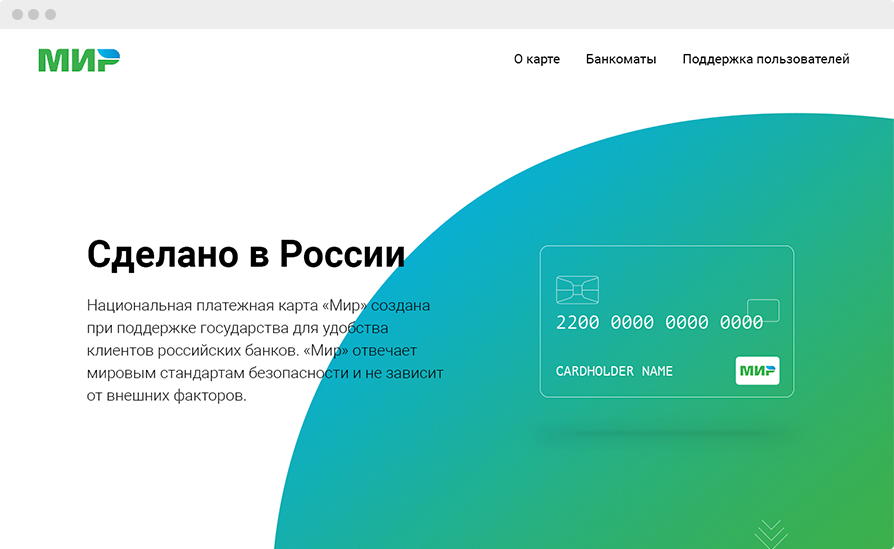 МИР
О карте Банкоматы Поддержка пользователей
Сделано в России
Национальная платежная карта «Мир» создана
при поддержке государства для удобства
клиентов российских банков. «Мир» отвечает
мировым стандартам безопасности и не зависит
от внешних факторов.
2200 0000 0000 0000
CARDHOLDER NAME
МИР